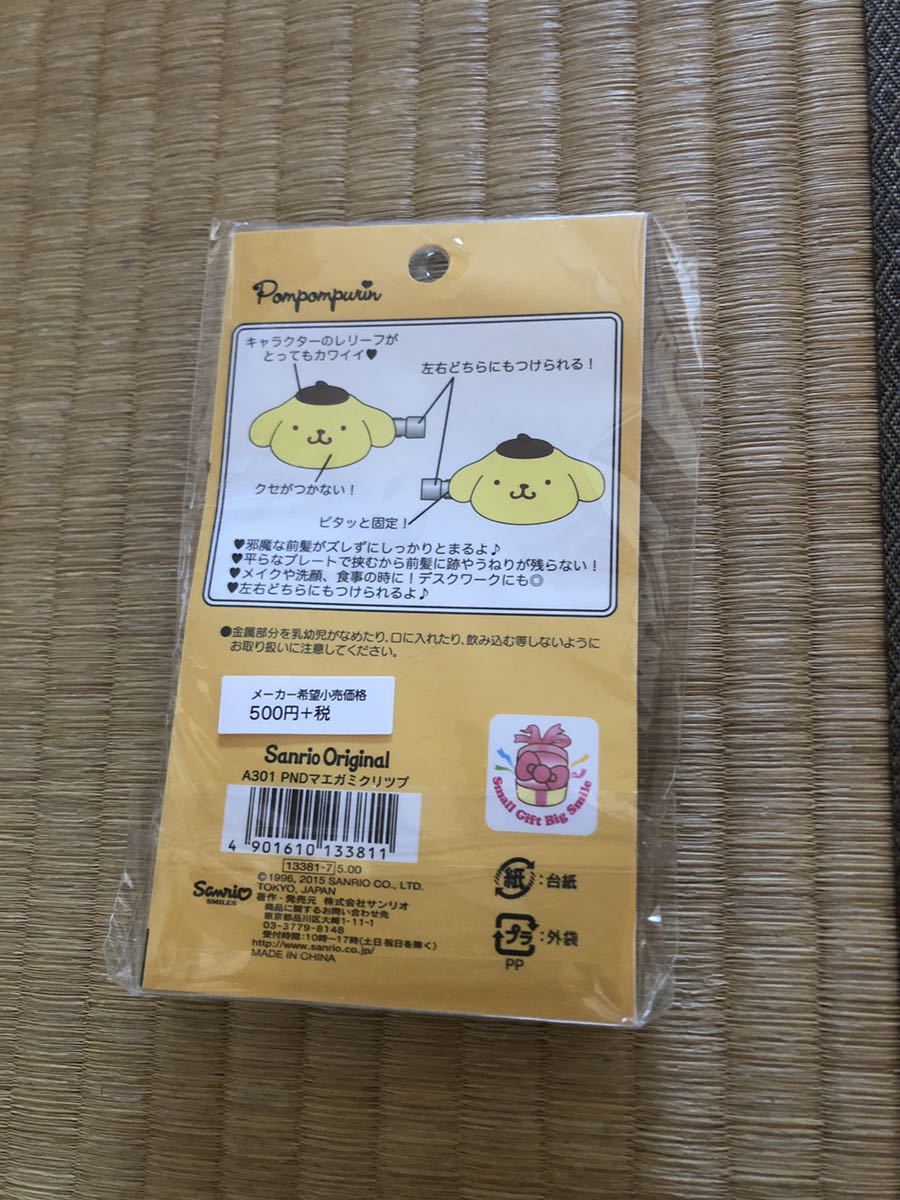 Pompompurin
キャラクターのレリーフが
とってもカワイイ♥
左右どちらにもつけられる！
クセがつかない！
ピタッと固定！
♥邪魔な前髪がズレずにしっかりとまるよ♪
♥平らなプレートで挟むから前髪に跡やうねりが残らない！
♥メイクや洗顔、食事の時に！デスクワークにも◎
♥左右どちらにもつけられるよ♪
●金属部分を乳幼児がなめたり、口に入れたり、飲み込む等しないように
お取り扱いに注意してください。
メーカー希望小売価格
500円+税
Sanrio Original
A301 PNDマエガミクリップ
4 901610 133811
13381-7 5.00
Small Gift Big Smile
Sanrio
SMILES
©1996, 2015 SANRIO CO., LTD.
TOKYO, JAPAN
著作・発売元 株式会社サンリオ
商品に関するお問い合わせ先
東京都品川区大崎1-11-1
03-3779-8148
受付時間:10時～17時(土日祝日を除く)
http://www.sanrio.co.jp/
MADE IN CHINA
紙:台紙
プラ:外袋
PP